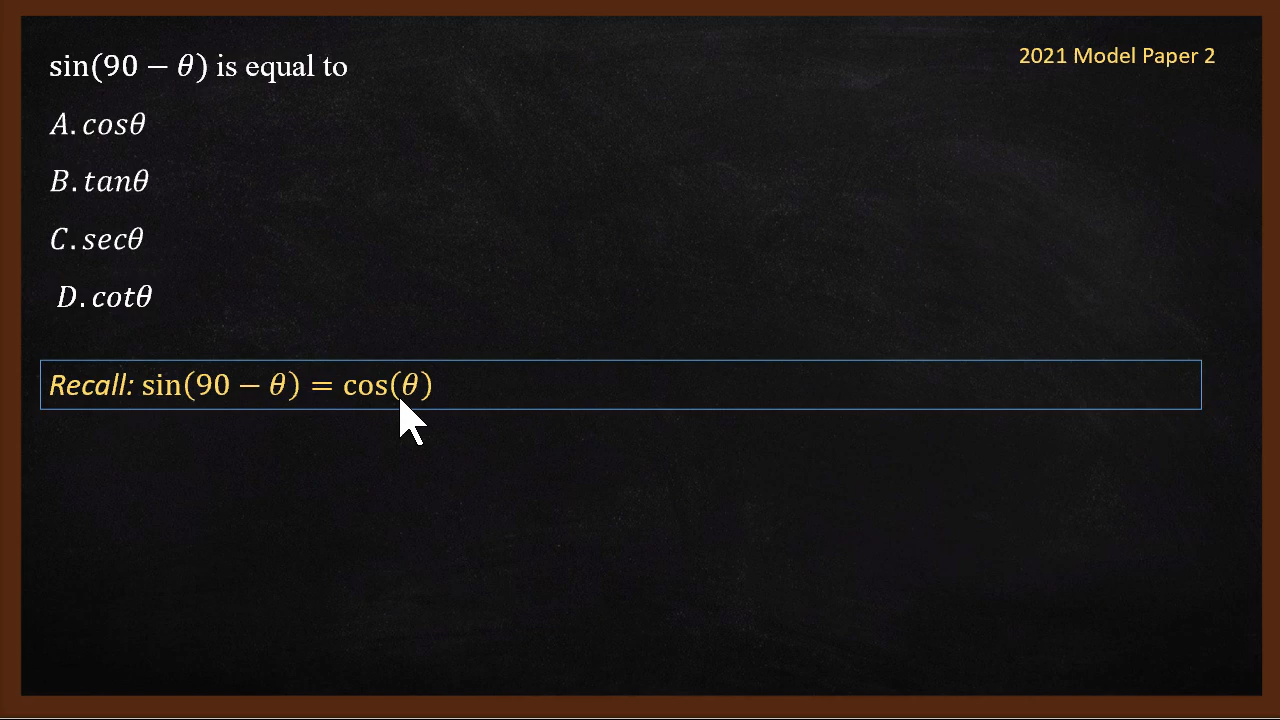 sin(90 − θ) is equal to
2021 Model Paper 2
A. cosθ
B. tanθ
C. secθ
D. cotθ
Recall: sin(90 − θ) = cos(θ)